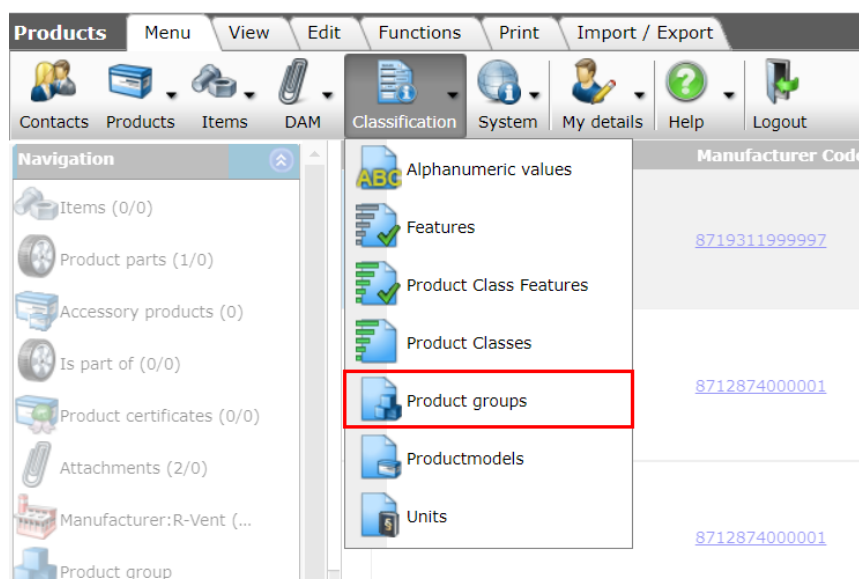 Products Menu View Edit Functions Print Import / Export
Contacts Products Items DAM Classification System My details Help Logout
Navigation
Items (0/0)
Product parts (1/0)
Accessory products (0)
Is part of (0/0)
Product certificates (0/0)
Attachments (2/0)
Manufacturer:R-Vent (...
Product group
ABC Alphanumeric values
Features
Product Class Features
Product Classes
Product groups
Productmodels
§ Units
Manufacturer Code
8719311999997
8712874000001
8712874000001